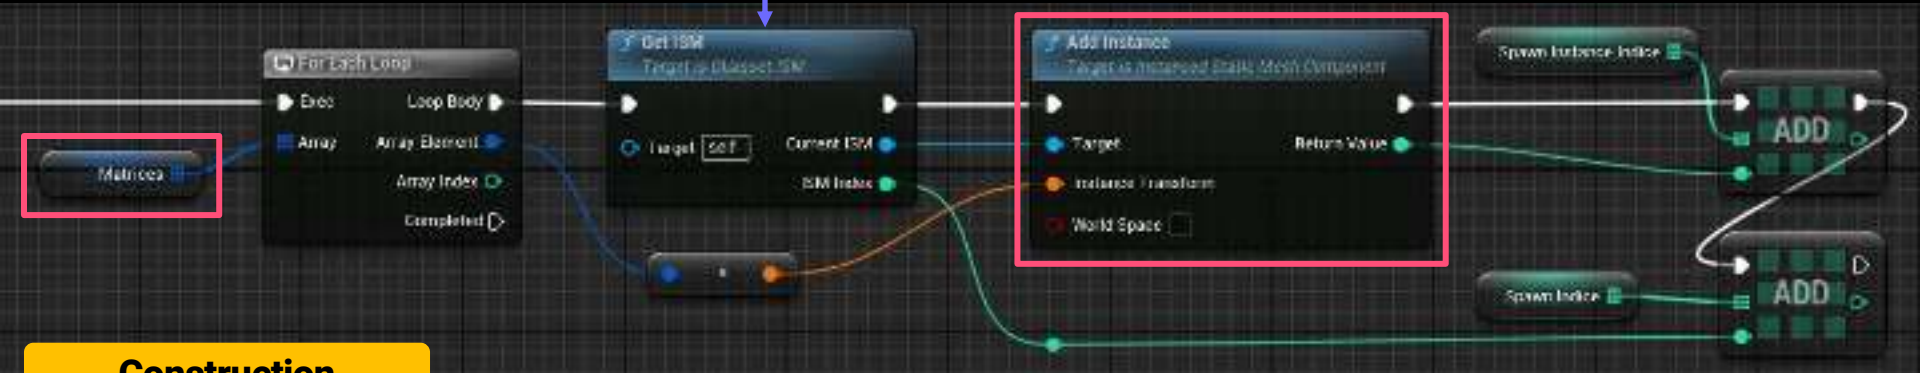 Matrices
For Each Loop
Exec
Loop Body
Array
Array Element
Array Index
Completed
Get ISM
Target is
ISM
Target
self
Current ISM
ISM Index
Add Instance
Target is Instanced Static Mesh Component
Target
Return Value
Instance Transform
World Space
Spawn Instance Indice
ADD
Spawn Indice
ADD
Construction